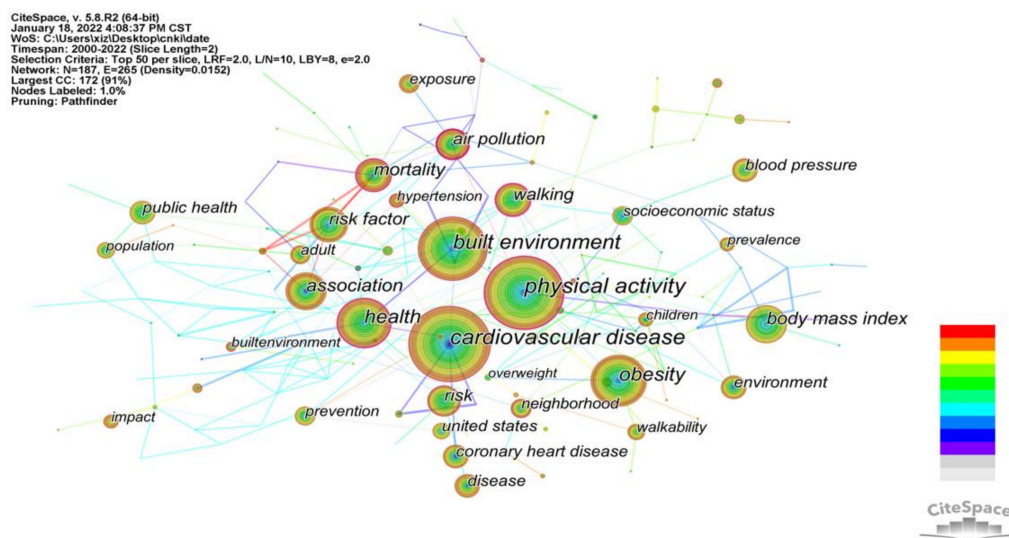 CiteSpace, v. 5.8.R2 (64-bit)
January 18, 2022 4:08:37 PM CST
WoS: C:\Users\xiz\Desktop\cnki\date
Timespan: 2000-2022 (Slice Length=2)
Selection Criteria: Top 50 per slice, LRF=2.0, L/N=10, LBY=8, e=2.0
Network: N=187, E=265 (Density=0.0152)
Largest CC: 172 (91%)
Nodes Labeled: 1.0%
Pruning: Pathfinder
exposure
air pollution
mortality
blood pressure
hypertension
walking
public health
risk factor
socioeconomic status
population
adult
built environment
prevalence
association
physical activity
health
children
body mass index
builtenvironment
cardiovascular disease
overweight
obesity
environment
risk
neighborhood
impact
prevention
united states
walkability
coronary heart disease
disease
CiteSpace